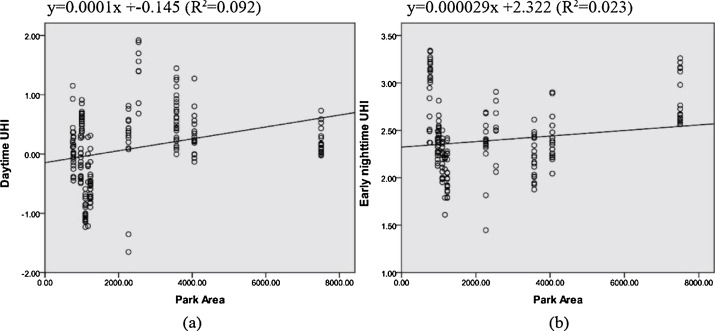 y=0.0001x +-0.145 (R²=0.092)
2.00
1.00
0.00
-1.00
-2.00
Daytime UHI
0.00 2000.00 4000.00 6000.00 8000.00
Park Area
(a)
y=0.000029x +2.322 (R²=0.023)
3.50
3.00
2.50
2.00
1.50
1.00
Early nighttime UHI
0.00 2000.00 4000.00 6000.00 8000.00
Park Area
(b)